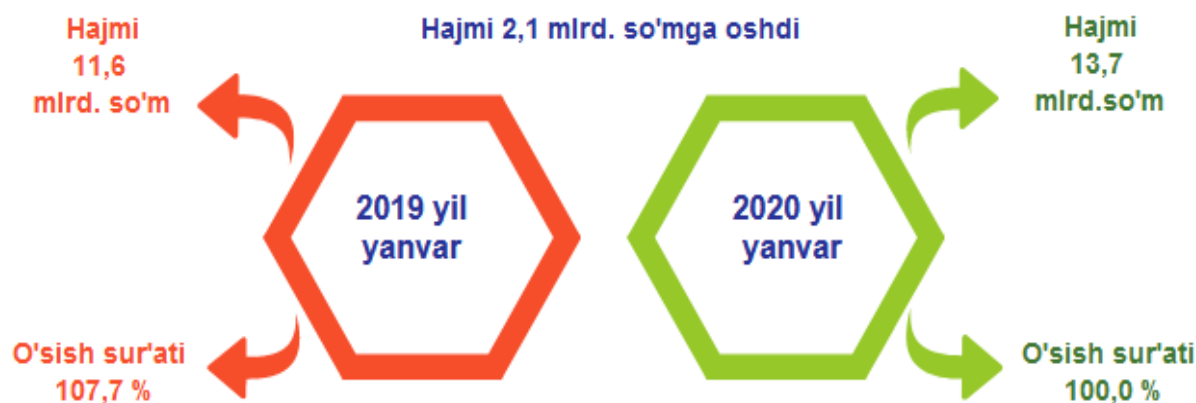 Hajmi
11,6
mlrd. so'm
Hajmi 2,1 mlrd. so'mga oshdi
Hajmi
13,7
mlrd.so'm
2019 yil
yanvar
2020 yil
yanvar
O'sish sur'ati
107,7 %
O'sish sur'ati
100,0 %